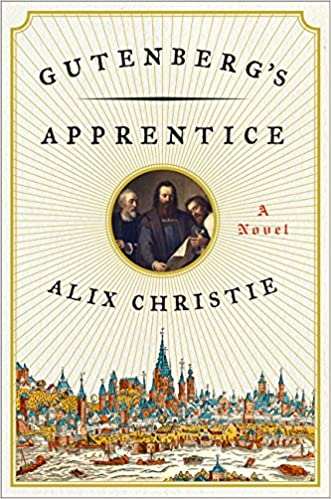 GUTENBERG'S
APPRENTICE
A
Novel
ALIX CHRISTIE